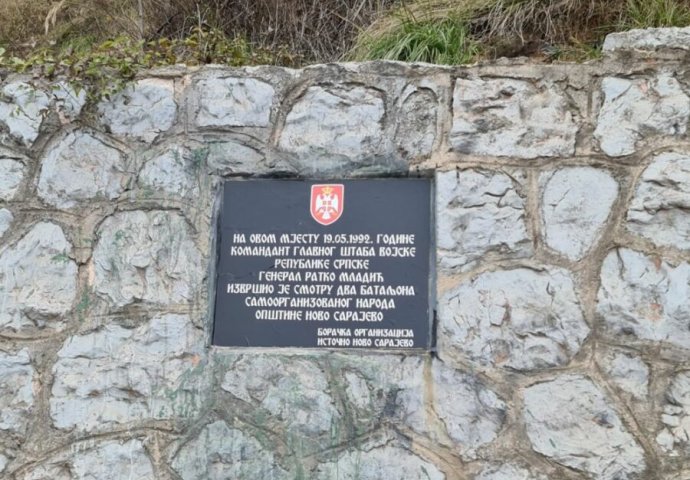 НА ОВОМ МЈЕСТУ 19.05.1992. ГОДИНЕ
КОМАНДАНТ ГЛАВНОГ ШТАБА ВОЈСКЕ
РЕПУБЛИКЕ СРПСКЕ
ГЕНЕРАЛ РАТКО МЛАДИЋ
ИЗВРШИО ЈЕ СМОТРУ ДВА БАТАЉОНА
САМООРГАНИЗОВАНОГ НАРОДА
ОПШТИНЕ НОВО САРАЈЕВО
БОРАЧКА ОРГАНИЗАЦИЈА
ИСТОЧНО НОВО САРАЈЕВО